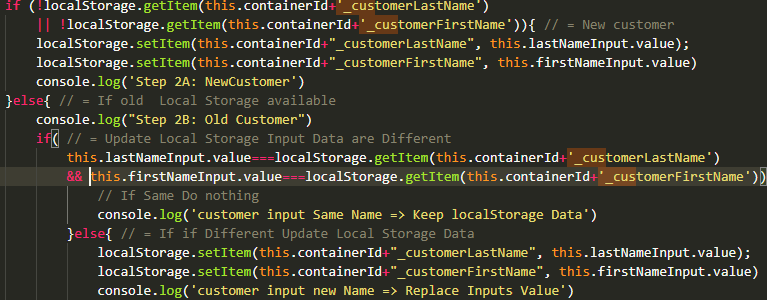 if (!localStorage.getItem(this.containerId+'_customerLastName')
|| !localStorage.getItem(this.containerId+'_customerFirstName')){ // = New customer
localStorage.setItem(this.containerId+"_customerLastName", this.lastNameInput.value);
localStorage.setItem(this.containerId+"_customerFirstName", this.firstNameInput.value)
console.log('Step 2A: NewCustomer')
}else{ // = If old  Local Storage available
console.log("Step 2B: Old Customer")
if( // = Update Local Storage Input Data are Different
this.lastNameInput.value===localStorage.getItem(this.containerId+'_customerLastName')
&& this.firstNameInput.value===localStorage.getItem(this.containerId+'_customerFirstName'))
// If Same Do nothing
console.log('customer input Same Name => Keep localStorage Data')
}else{ // = If if Different Update Local Storage Data
localStorage.setItem(this.containerId+"_customerLastName", this.lastNameInput.value);
localStorage.setItem(this.containerId+"_customerFirstName", this.firstNameInput.value)
console.log('customer input new Name => Replace Inputs Value')